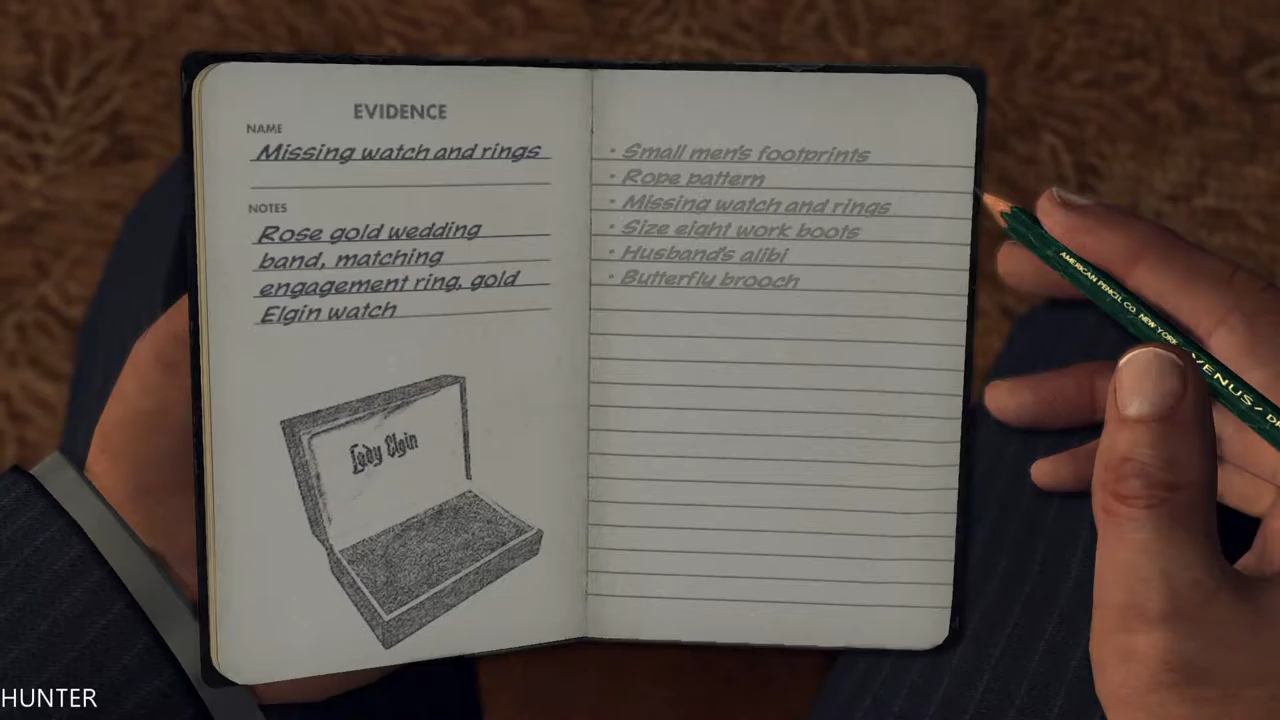 EVIDENCE
NAME
Missing watch and rings
NOTES
Rose gold wedding
band, matching
engagement ring, gold
Elgin watch
Lady Elgin
• Small men's footprints
• Rope pattern
• Missing watch and rings
• Size eight work boots
• Husband's alibi
• Butterfly brooch
AMERICAN PENCIL CO. NEW YORK
VENUS/
HUNTER